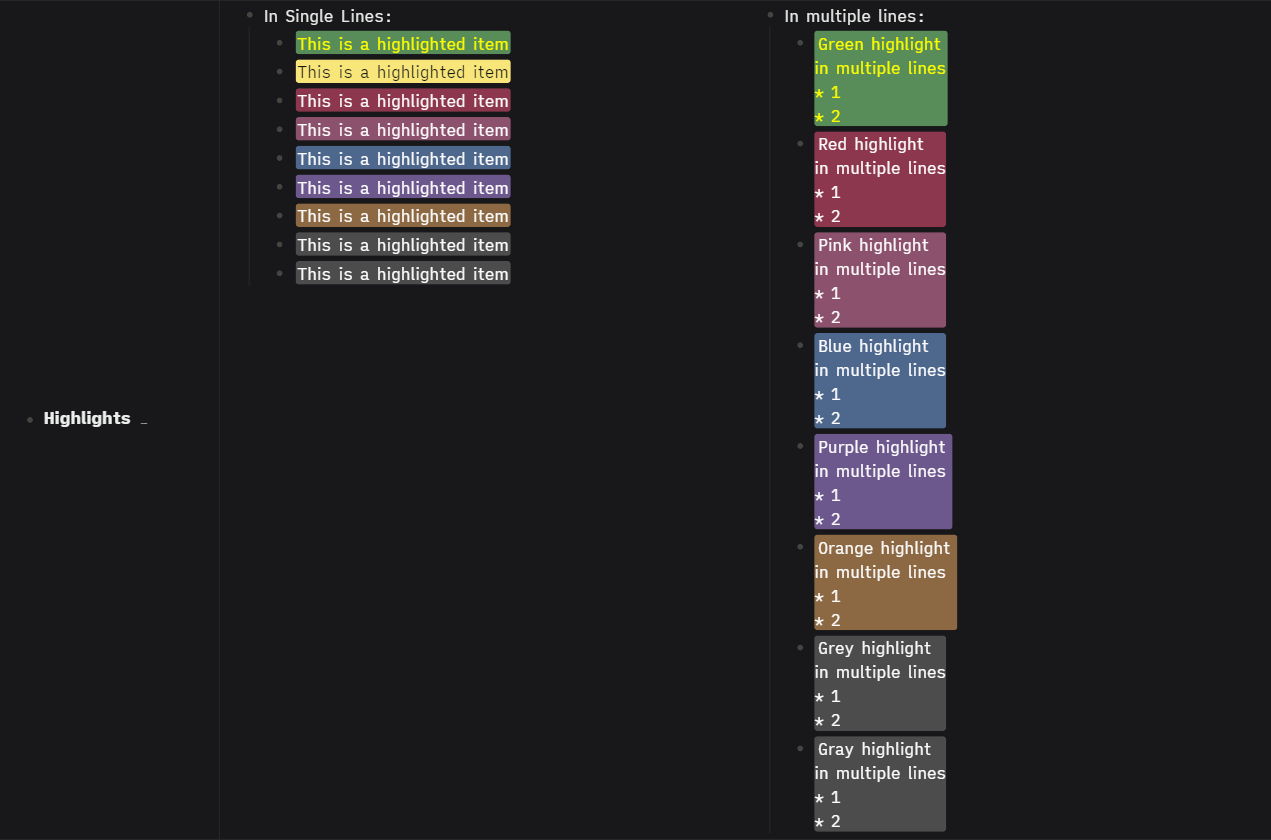 Highlights _
In Single Lines:
This is a highlighted item
This is a highlighted item
This is a highlighted item
This is a highlighted item
This is a highlighted item
This is a highlighted item
This is a highlighted item
This is a highlighted item
This is a highlighted item
In multiple lines:
Green highlight
in multiple lines
* 1
* 2
Red highlight
in multiple lines
* 1
* 2
Pink highlight
in multiple lines
* 1
* 2
Blue highlight
in multiple lines
* 1
* 2
Purple highlight
in multiple lines
* 1
* 2
Orange highlight
in multiple lines
* 1
* 2
Grey highlight
in multiple lines
* 1
* 2
Gray highlight
in multiple lines
* 1
* 2